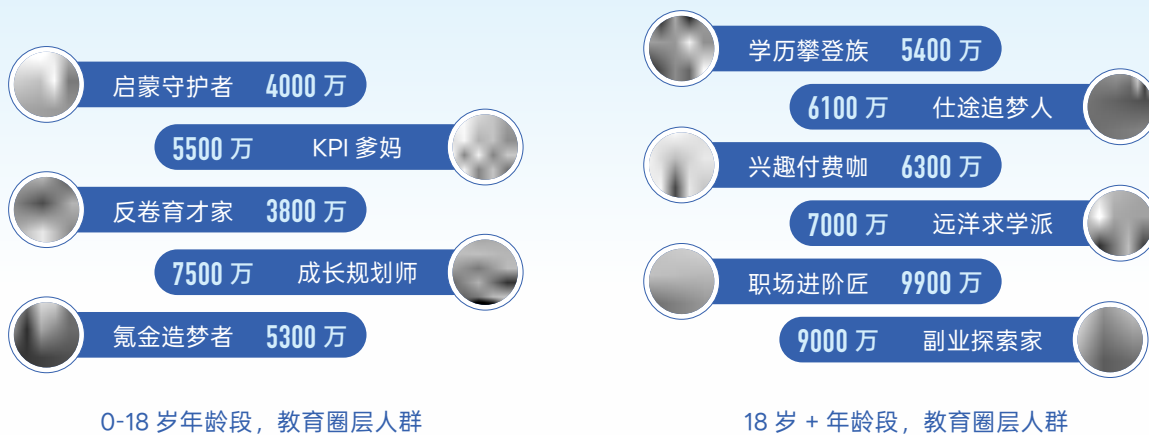 启蒙守护者 4000 万
5500 万 KPI 爹妈
反卷育才家 3800 万
7500 万 成长规划师
氪金造梦者 5300 万
0-18 岁年龄段，教育圈层人群
学历攀登族 5400 万
6100 万 仕途追梦人
兴趣付费咖 6300 万
7000 万 远洋求学派
职场进阶匠 9900 万
9000 万 副业探索家
18 岁 + 年龄段，教育圈层人群